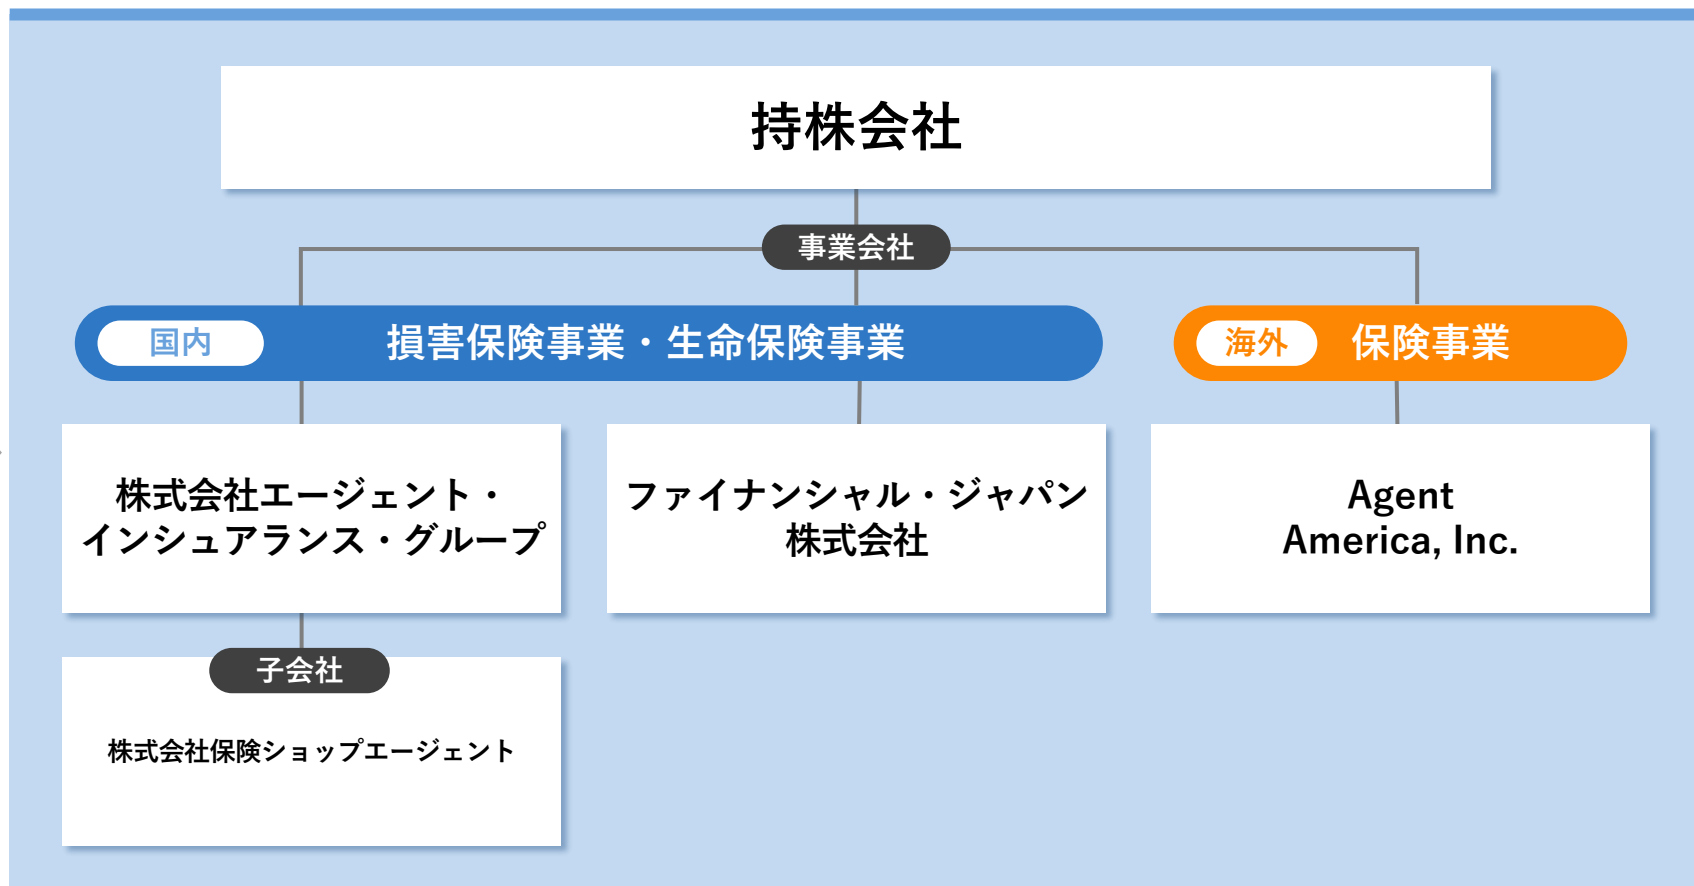 持株会社
事業会社
国内
損害保険事業・生命保険事業
海外
保険事業
株式会社エージェント・
インシュアランス・グループ
ファイナンシャル・ジャパン
株式会社
Agent
America, Inc.
子会社
株式会社保険ショップエージェント